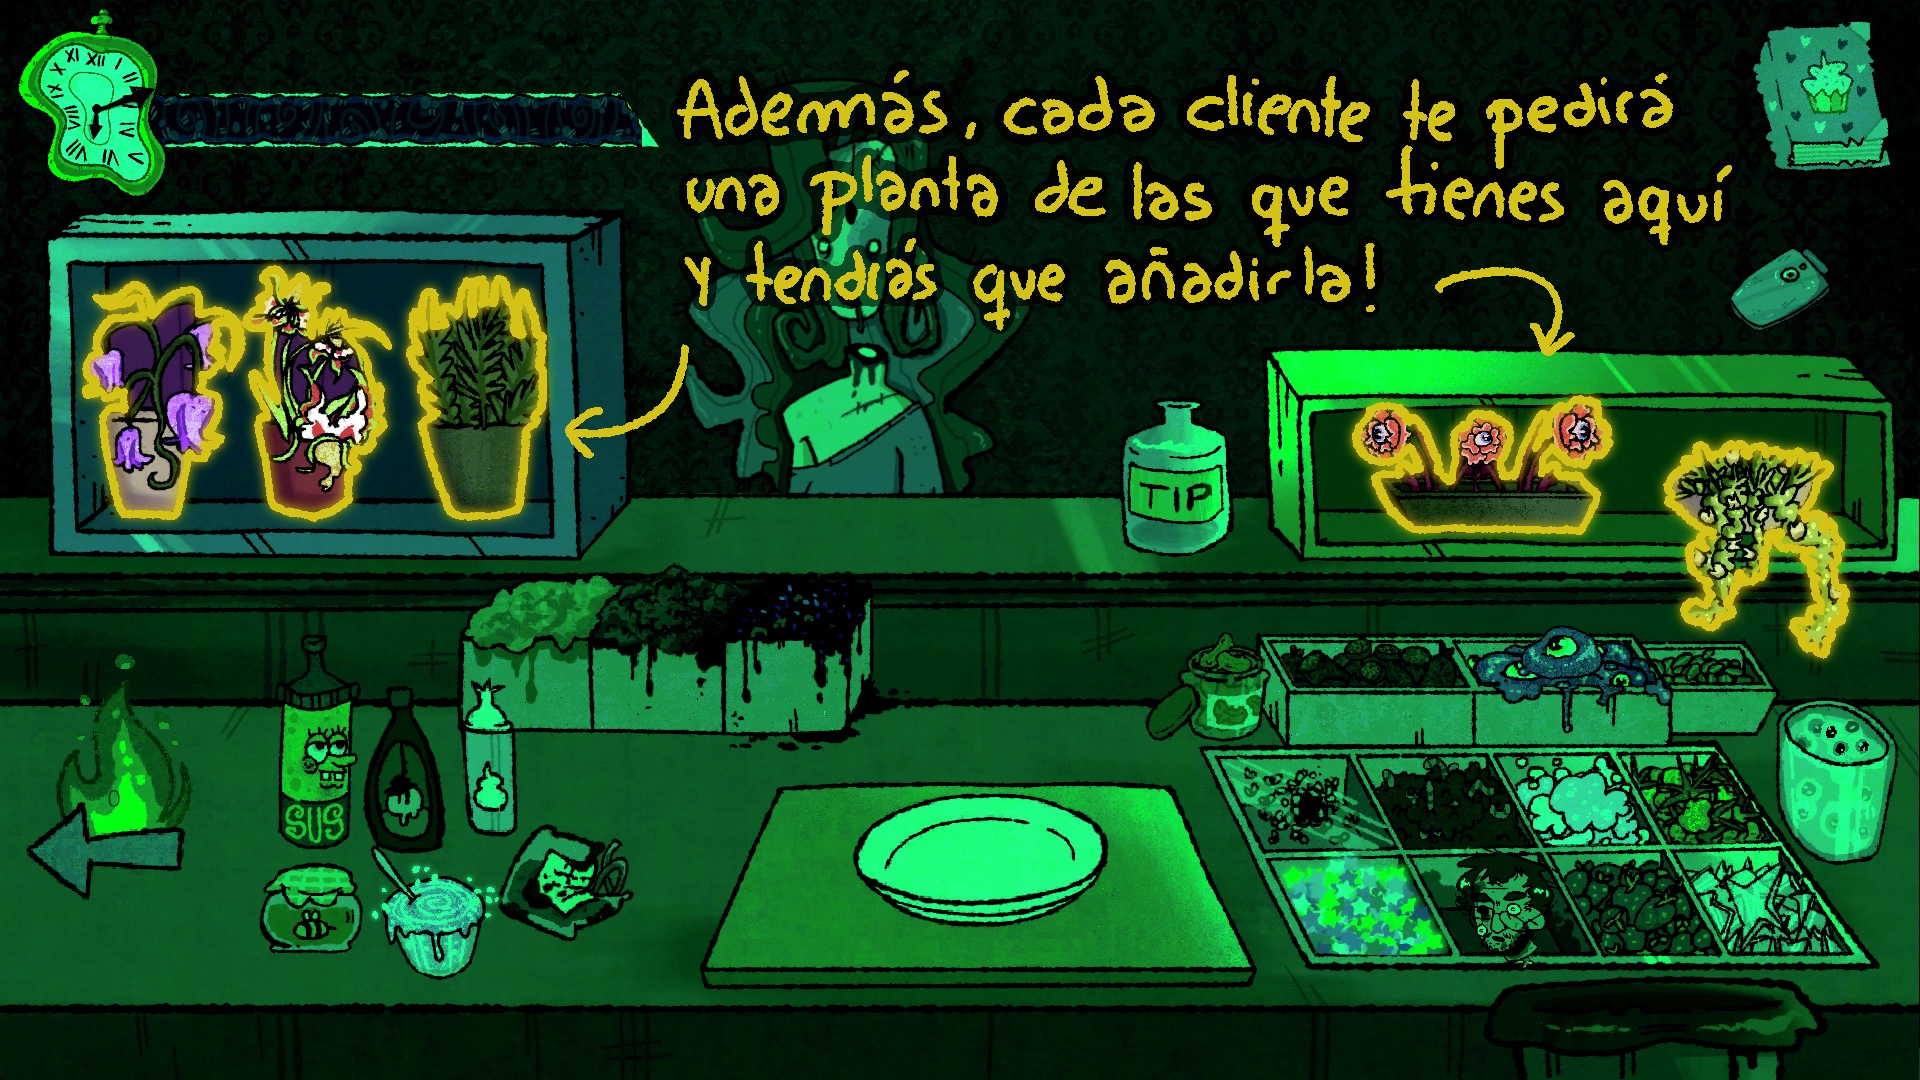 Además, cada cliente te pedirá
una planta de las que tienes aquí
y tendrás que añadirla!
TIP
SUS